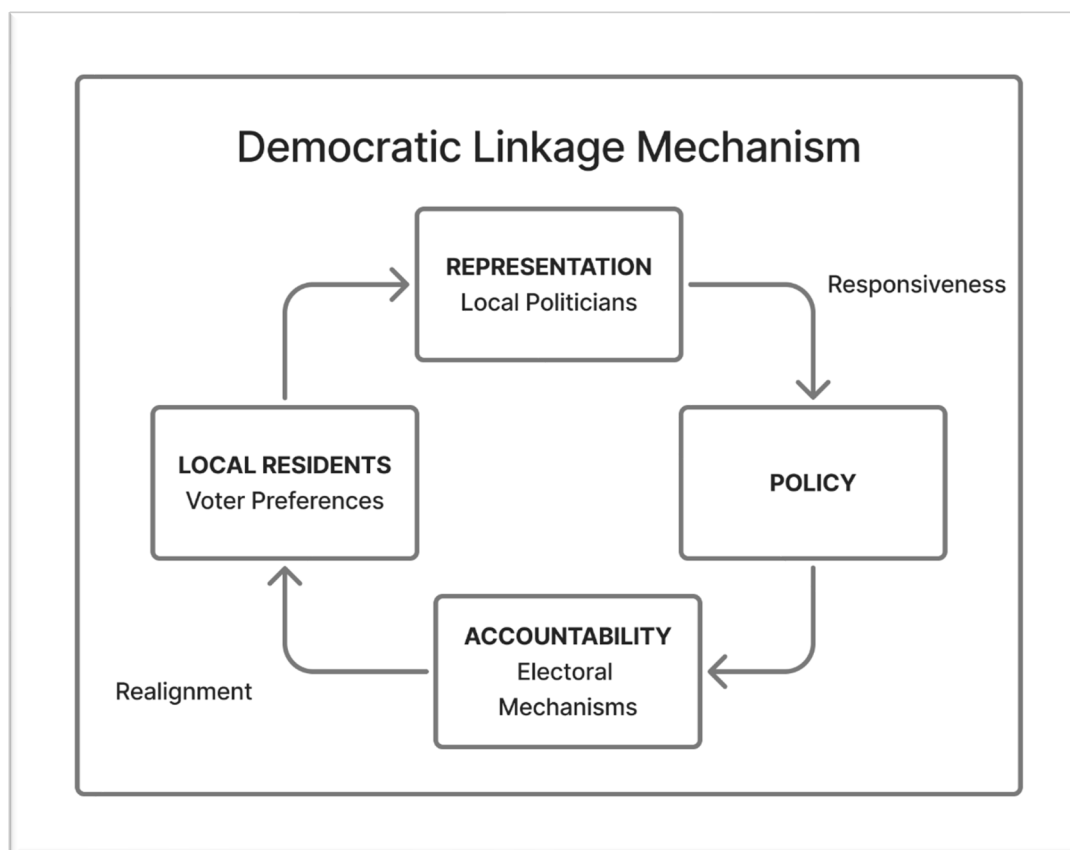 Democratic Linkage Mechanism
REPRESENTATION
Local Politicians
Responsiveness
LOCAL RESIDENTS
Voter Preferences
POLICY
ACCOUNTABILITY
Electoral
Mechanisms
Realignment